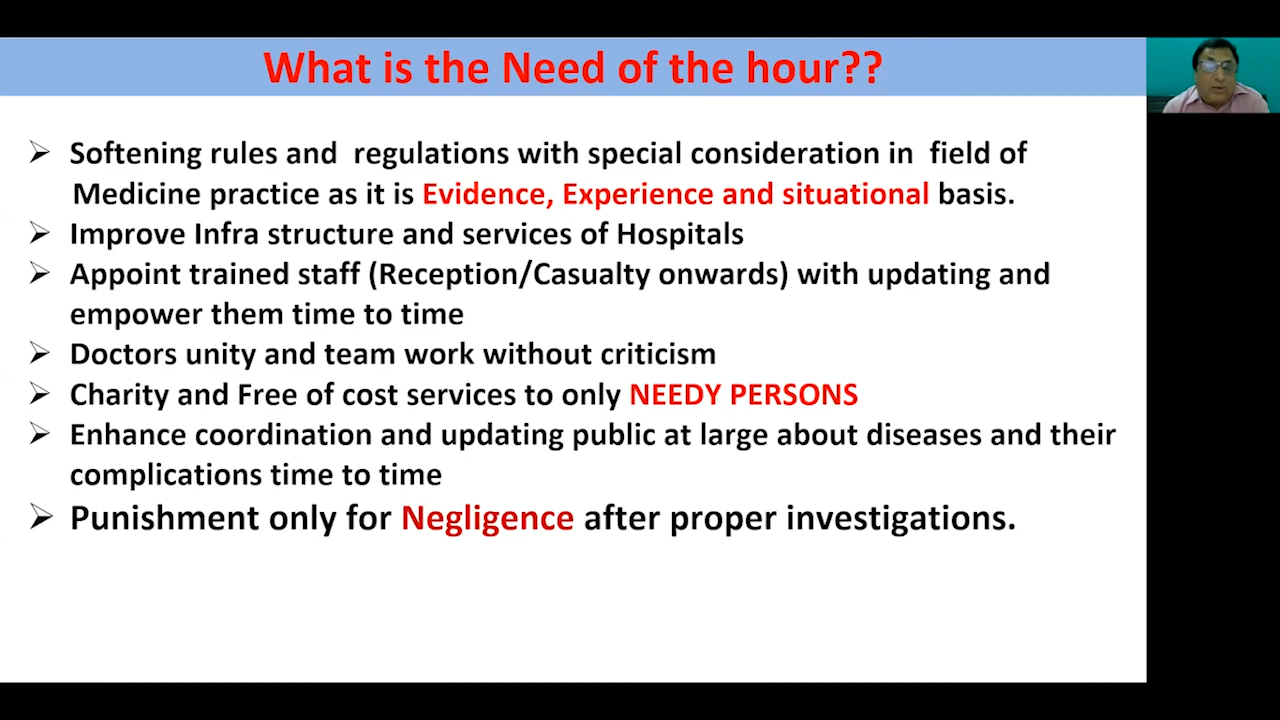 What is the Need of the hour??
➢ Softening rules and regulations with special consideration in field of
Medicine practice as it is Evidence, Experience and situational basis.
➢ Improve Infra structure and services of Hospitals
➢ Appoint trained staff (Reception/Casualty onwards) with updating and
empower them time to time
➢ Doctors unity and team work without criticism
➢ Charity and Free of cost services to only NEEDY PERSONS
➢ Enhance coordination and updating public at large about diseases and their
complications time to time
➢ Punishment only for Negligence after proper investigations.